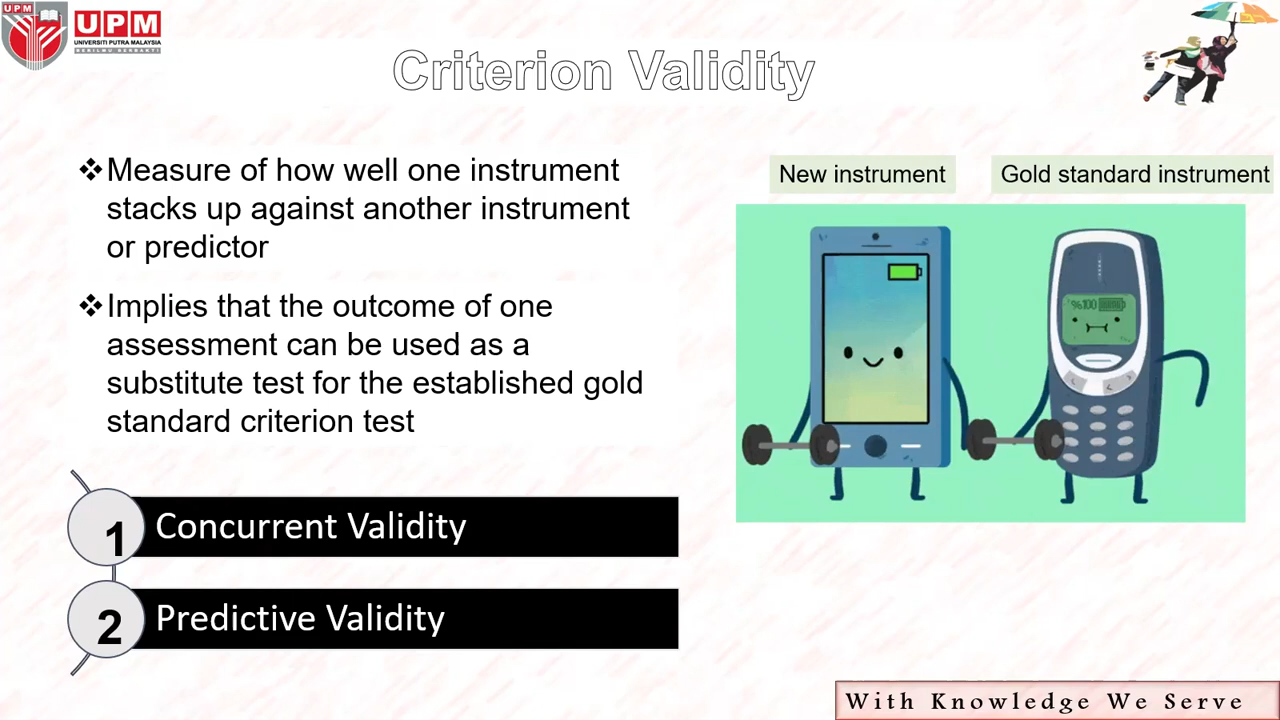 UPM
UPM
UNIVERSITI PUTRA MALAYSIA
BERILMU BERBAKTI
Criterion Validity
❖Measure of how well one instrument
stacks up against another instrument
or predictor
❖Implies that the outcome of one
assessment can be used as a
substitute test for the established gold
standard criterion test
1 Concurrent Validity
2 Predictive Validity
New instrument
Gold standard instrument
%100
With Knowledge We Serve